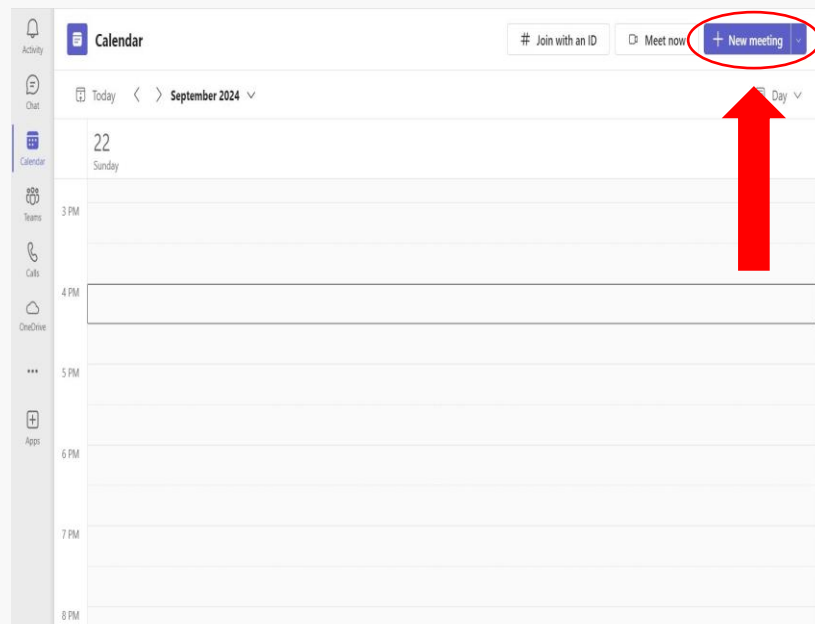 Activity
Chat
Calendar
Teams
Calls
OneDrive
...
Apps
Calendar
# Join with an ID
Meet now
+ New meeting
Today
September 2024
Day
22
Sunday
3 PM
4 PM
5 PM
6 PM
7 PM
8 PM